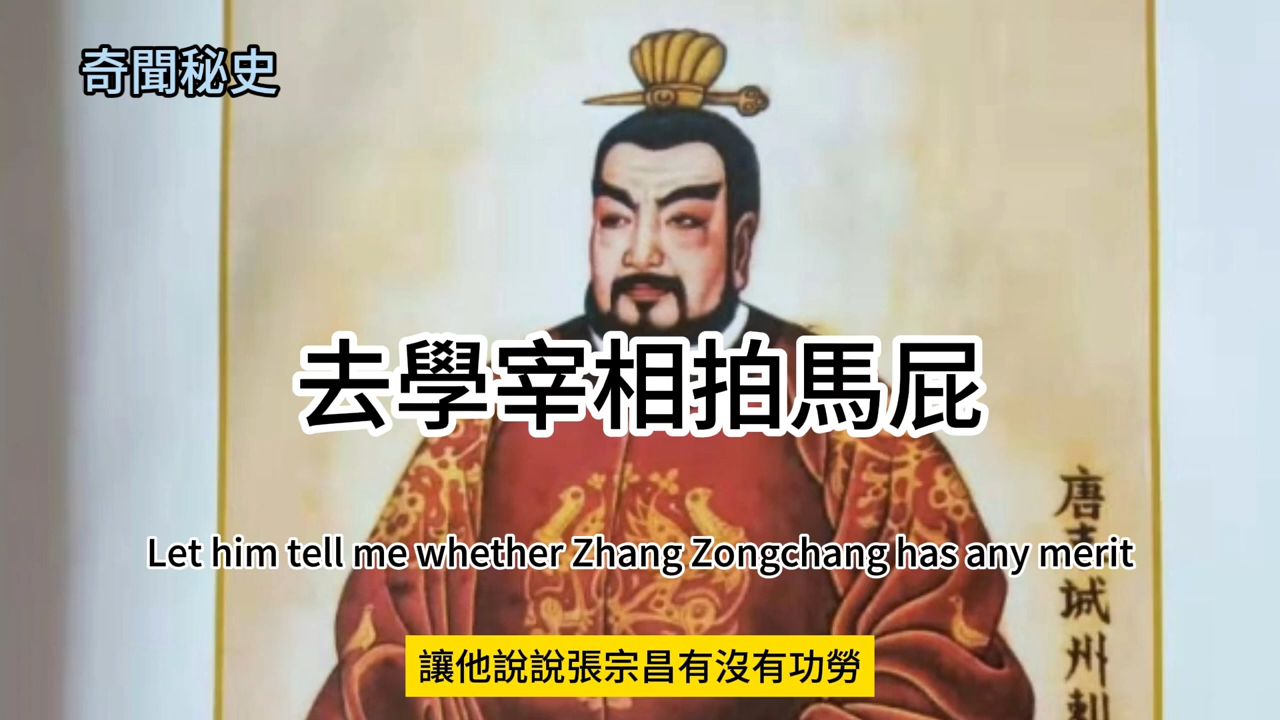 奇聞秘史
去學宰相拍馬屁
Let him tell me whether Zhang Zongchang has any merit
讓他說說張宗昌有沒有功勞
唐
城州刺